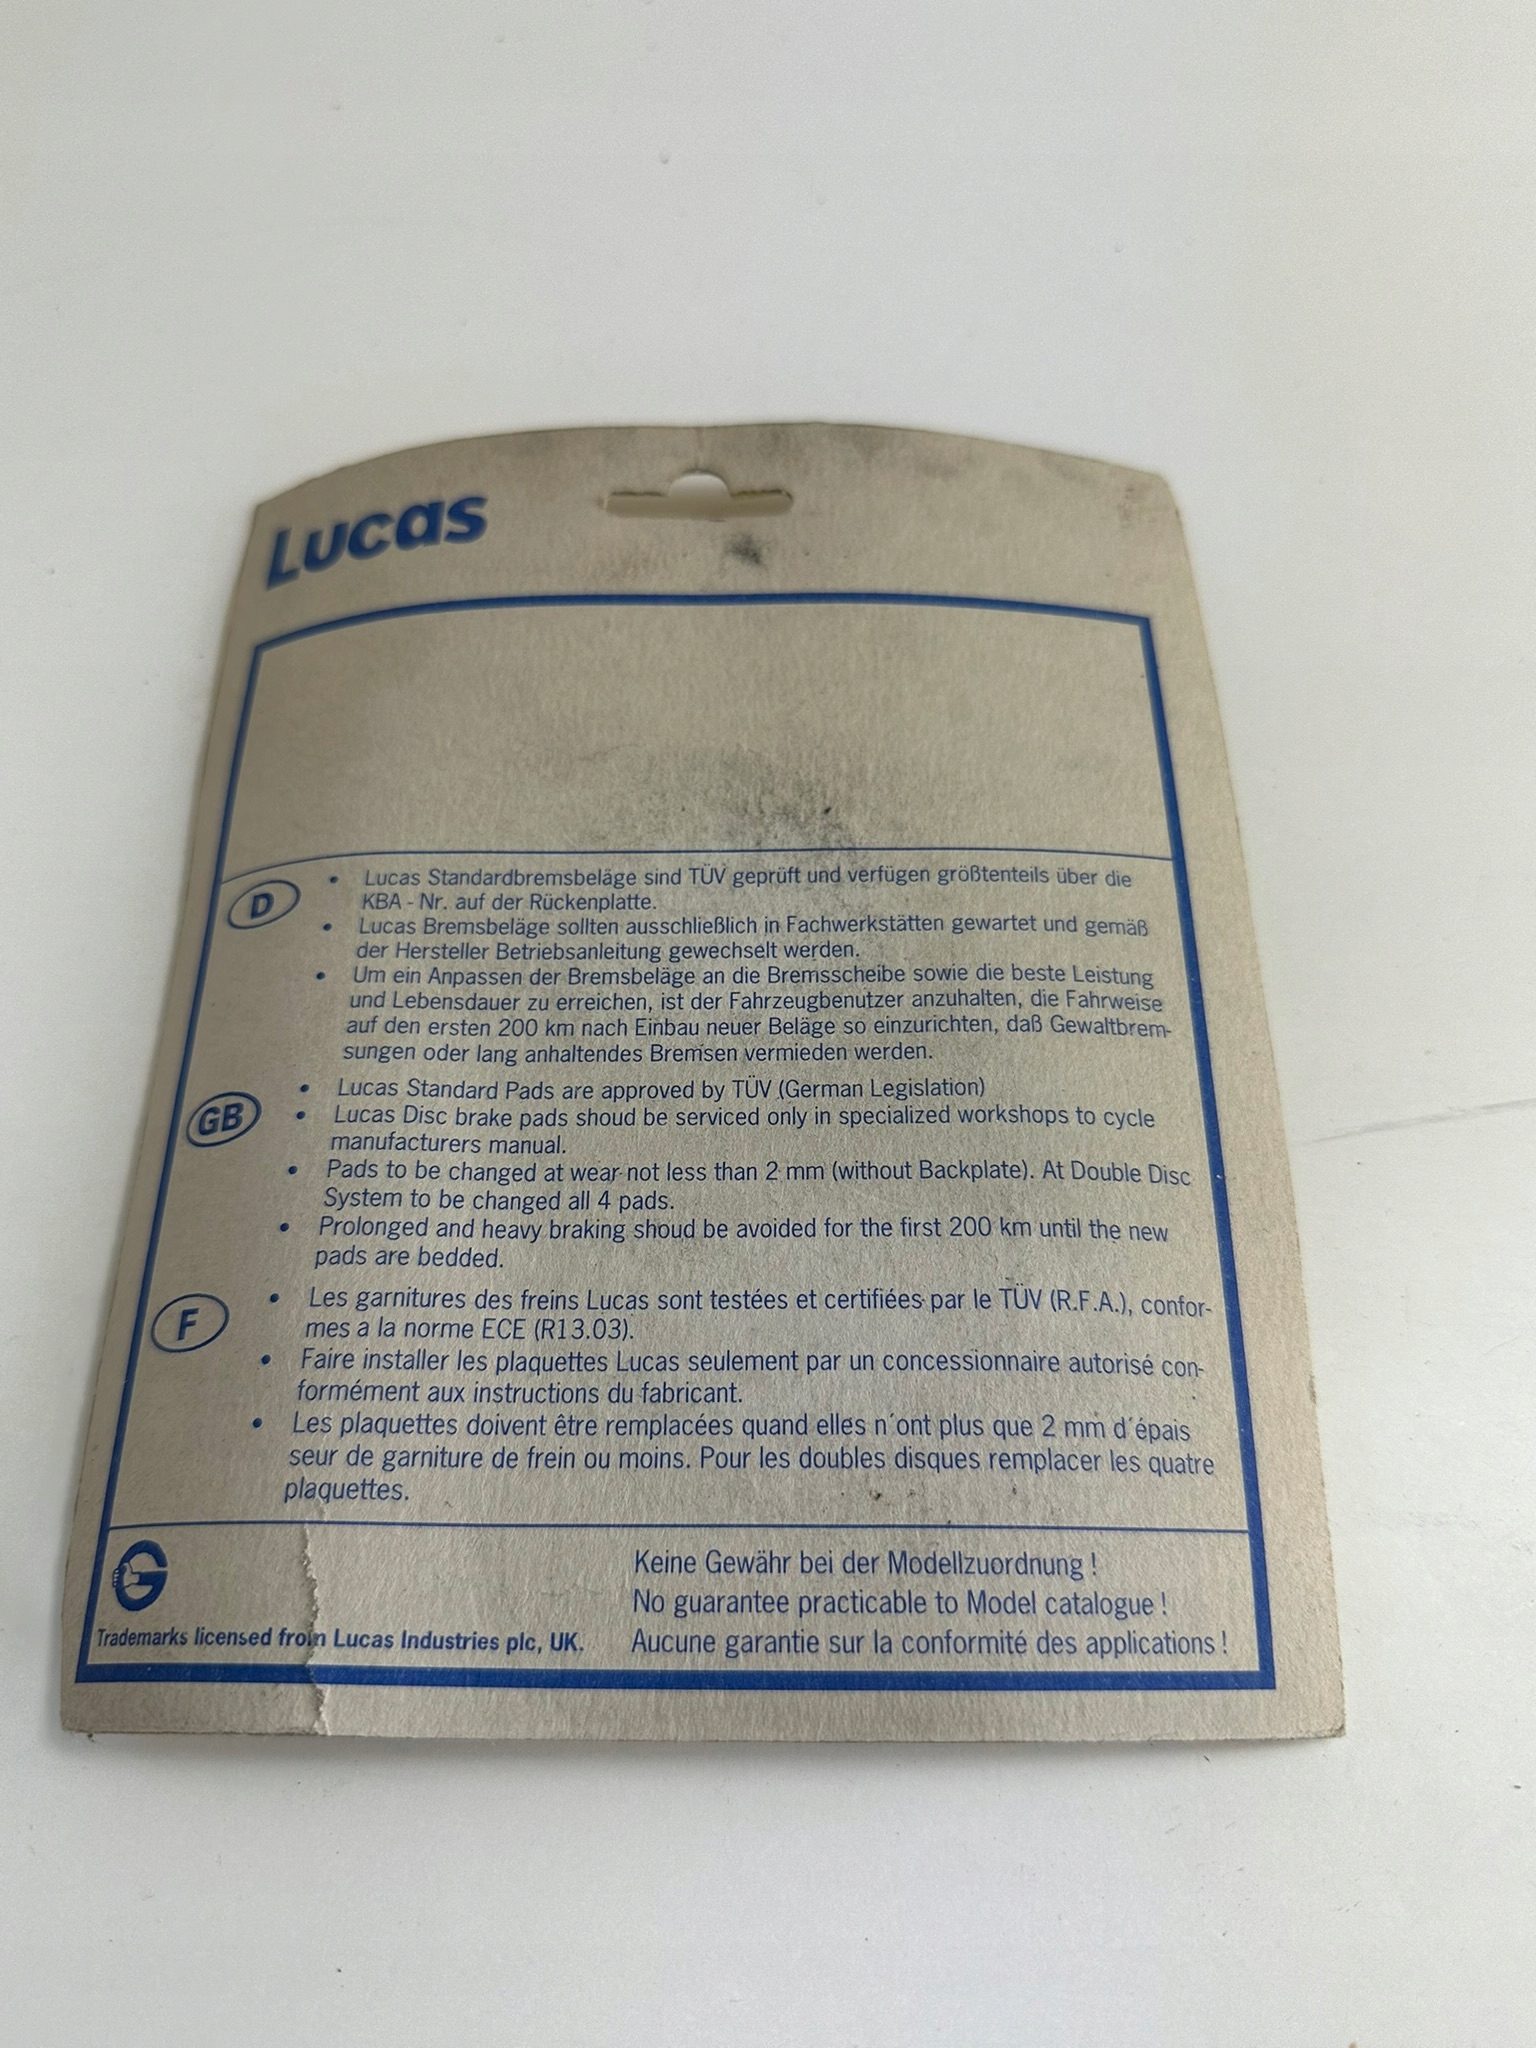 Lucas
D
• Lucas Standardbremsbeläge sind TÜV geprüft und verfügen größtenteils über die
KBA - Nr. auf der Rückenplatte.
• Lucas Bremsbeläge sollten ausschließlich in Fachwerkstätten gewartet und gemäß
der Hersteller Betriebsanleitung gewechselt werden.
• Um ein Anpassen der Bremsbeläge an die Bremsscheibe sowie die beste Leistung
und Lebensdauer zu erreichen, ist der Fahrzeugbenutzer anzuhalten, die Fahrweise
auf den ersten 200 km nach Einbau neuer Beläge so einzurichten, daß Gewaltbrem-
sungen oder lang anhaltendes Bremsen vermieden werden.
GB
• Lucas Standard Pads are approved by TÜV (German Legislation)
• Lucas Disc brake pads shoud be serviced only in specialized workshops to cycle
manufacturers manual.
• Pads to be changed at wear not less than 2 mm (without Backplate). At Double Disc
System to be changed all 4 pads.
• Prolonged and heavy braking shoud be avoided for the first 200 km until the new
pads are bedded.
F
• Les garnitures des freins Lucas sont testées et certifiées par le TÜV (R.F.A.), confor-
mes a la norme ECE (R13.03).
• Faire installer les plaquettes Lucas seulement par un concessionnaire autorisé con-
formément aux instructions du fabricant.
• Les plaquettes doivent être remplacées quand elles n´ont plus que 2 mm d´épais
seur de garniture de frein ou moins. Pour les doubles disques remplacer les quatre
plaquettes.
G
Trademarks licensed from Lucas Industries plc, UK.
Keine Gewähr bei der Modellzuordnung !
No guarantee practicable to Model catalogue !
Aucune garantie sur la conformité des applications !